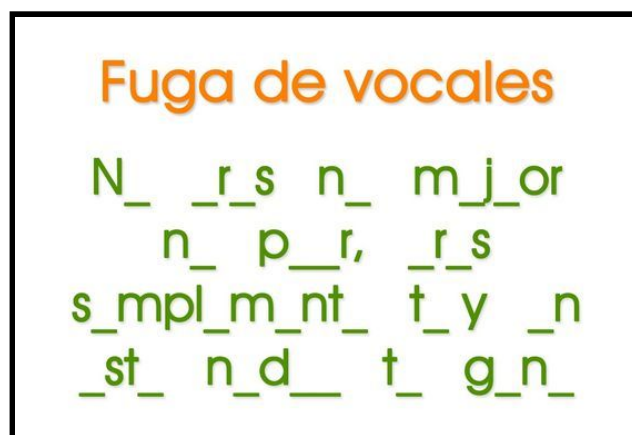 Fuga de vocales
N_ _r_s n_ m_j_or
n_ p__r, _r_s
s_mpl_m_nt_ t_ y _n
_st_ n_d__ t_ g_n_